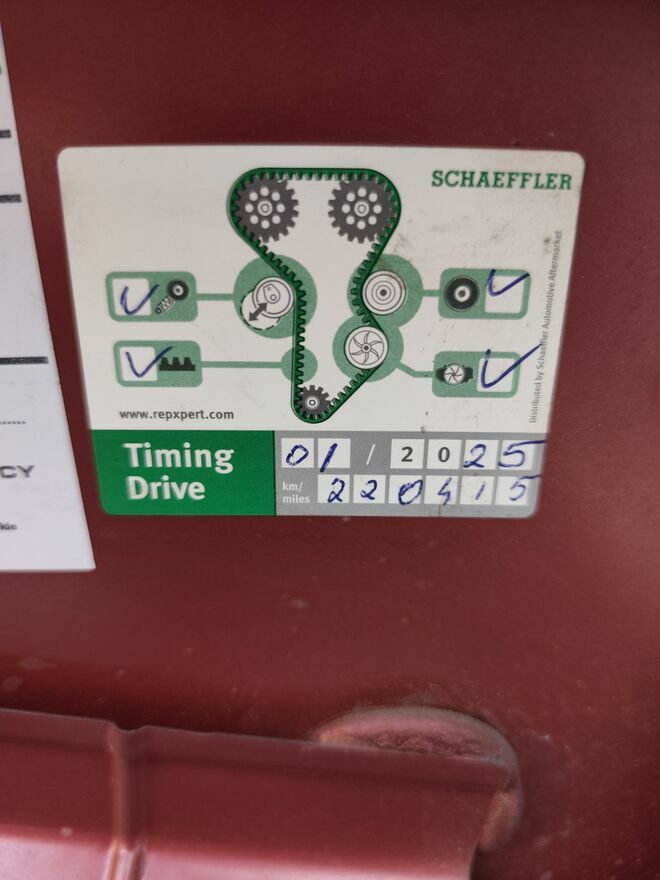 SCHAEFFLER
Distributed by Schaeffler Automotive Aftermarket
www.repxpert.com
Timing
Drive
01 / 2025
km/
miles
220415
CY